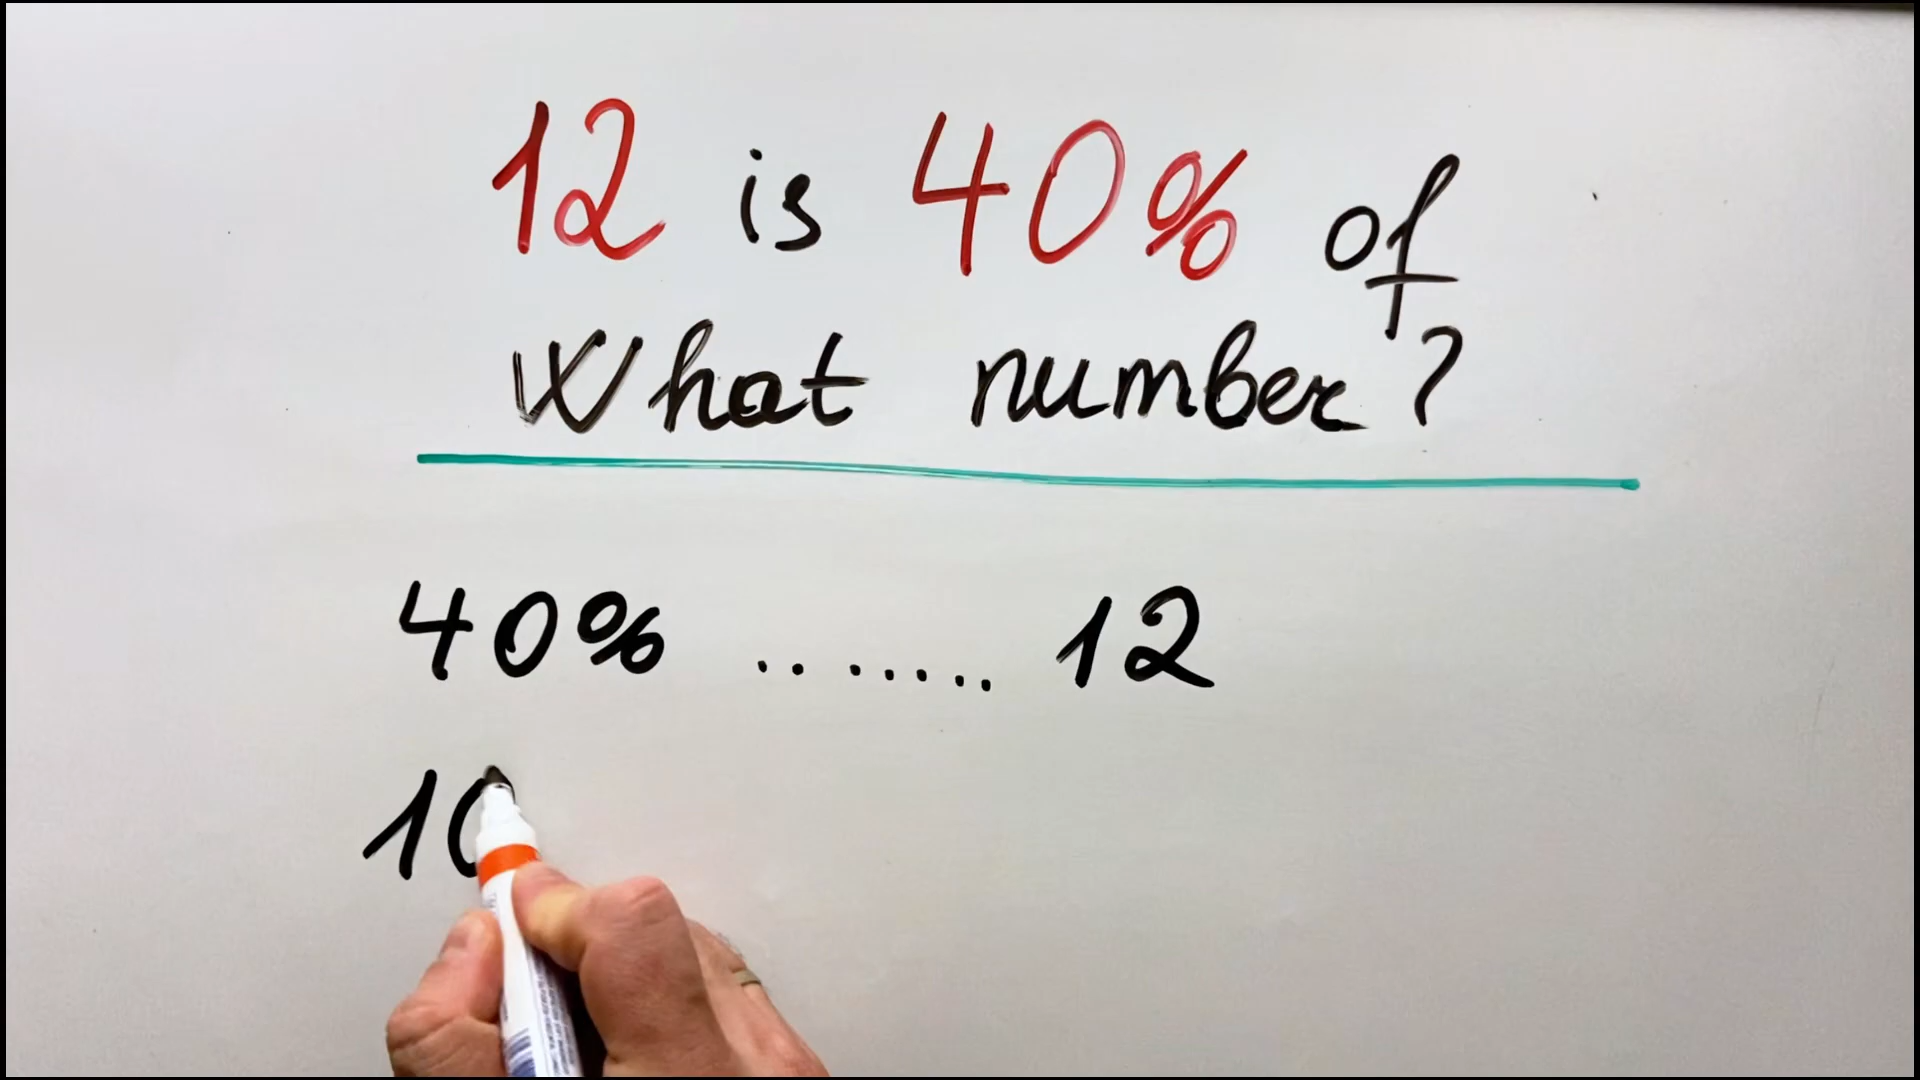 12 is 40% of
What number?
40% ........ 12
10